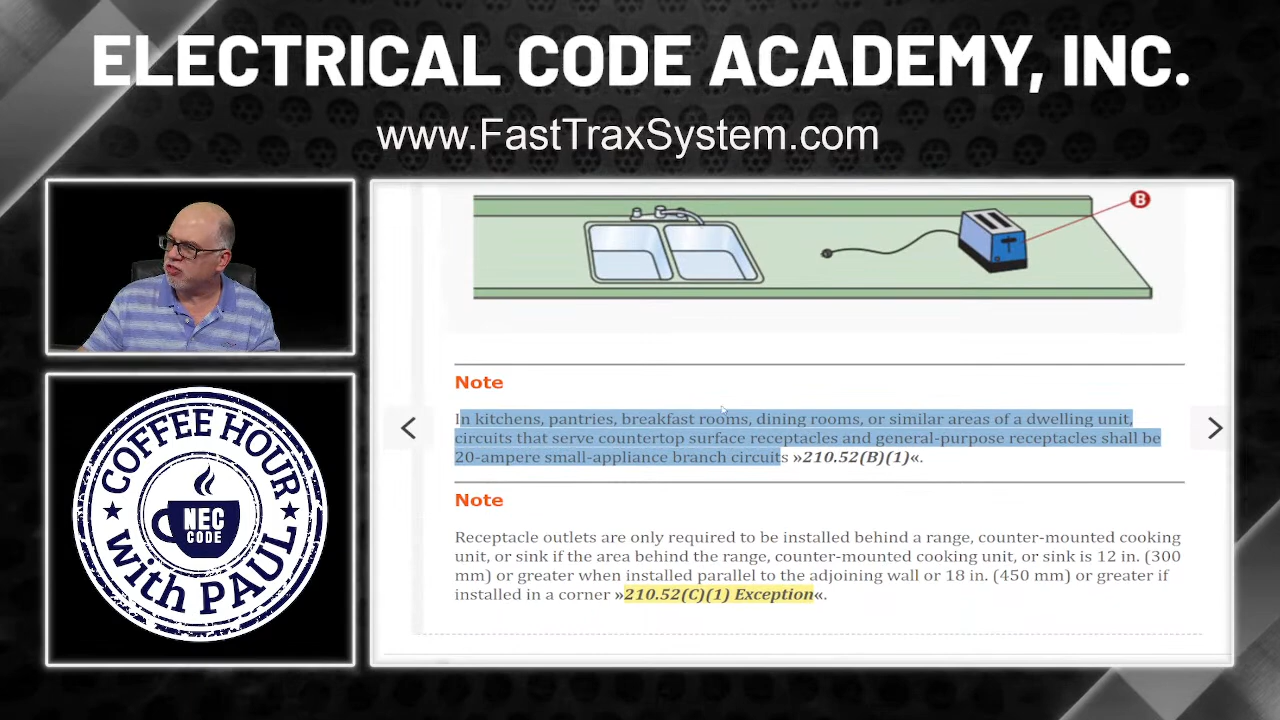 ELECTRICAL CODE ACADEMY, INC.
www.FastTraxSystem.com
B
Note
In kitchens, pantries, breakfast rooms, dining rooms, or similar areas of a dwelling unit,
circuits that serve countertop surface receptacles and general-purpose receptacles shall be
20-ampere small-appliance branch circuits »210.52(B)(1)«.
Note
Receptacle outlets are only required to be installed behind a range, counter-mounted cooking
unit, or sink if the area behind the range, counter-mounted cooking unit, or sink is 12 in. (300
mm) or greater when installed parallel to the adjoining wall or 18 in. (450 mm) or greater if
installed in a corner »210.52(C)(1) Exception«.
COFFEE HOUR
NEC
CODE
with PAUL